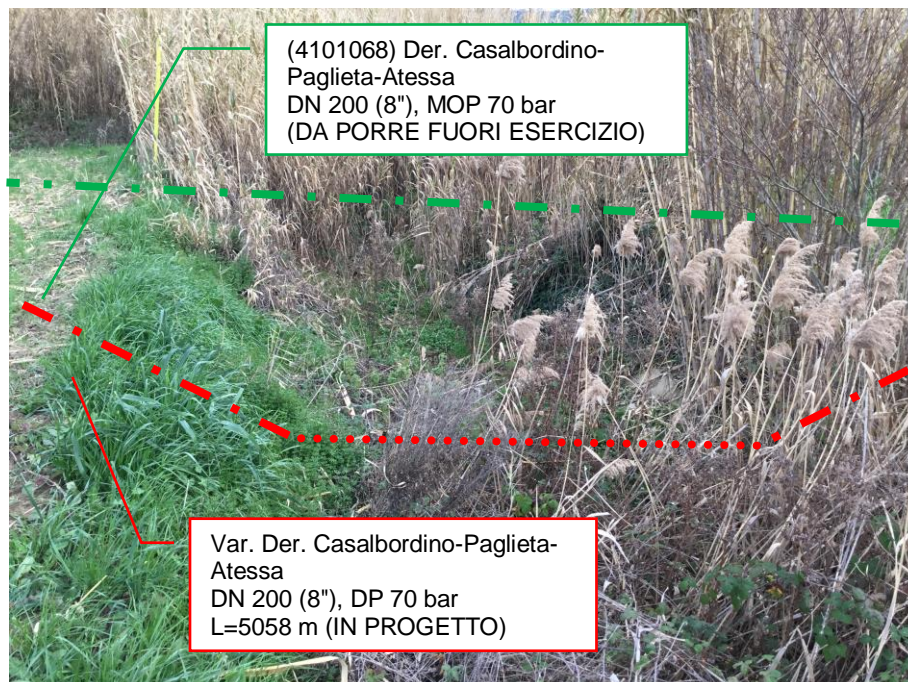 (4101068) Der. Casalbordino-
Paglieta-Atessa
DN 200 (8"), MOP 70 bar
(DA PORRE FUORI ESERCIZIO)
Var. Der. Casalbordino-Paglieta-
Atessa
DN 200 (8"), DP 70 bar
L=5058 m (IN PROGETTO)